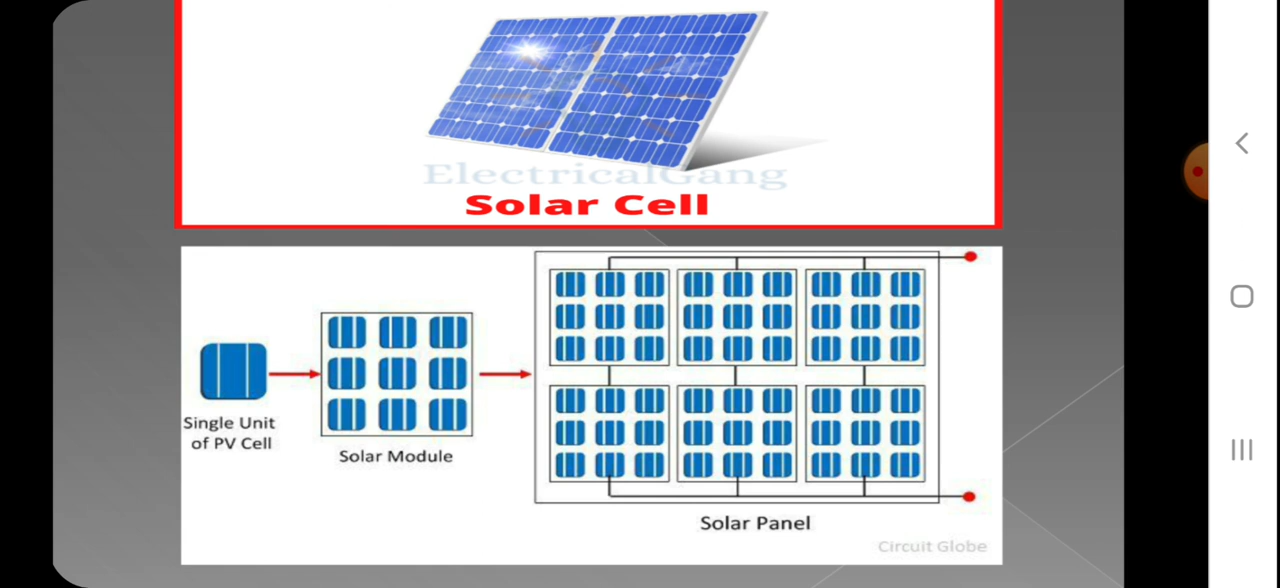 ElectricalGang
Solar Cell
Single Unit
of PV Cell
Solar Module
Solar Panel
Circuit Globe